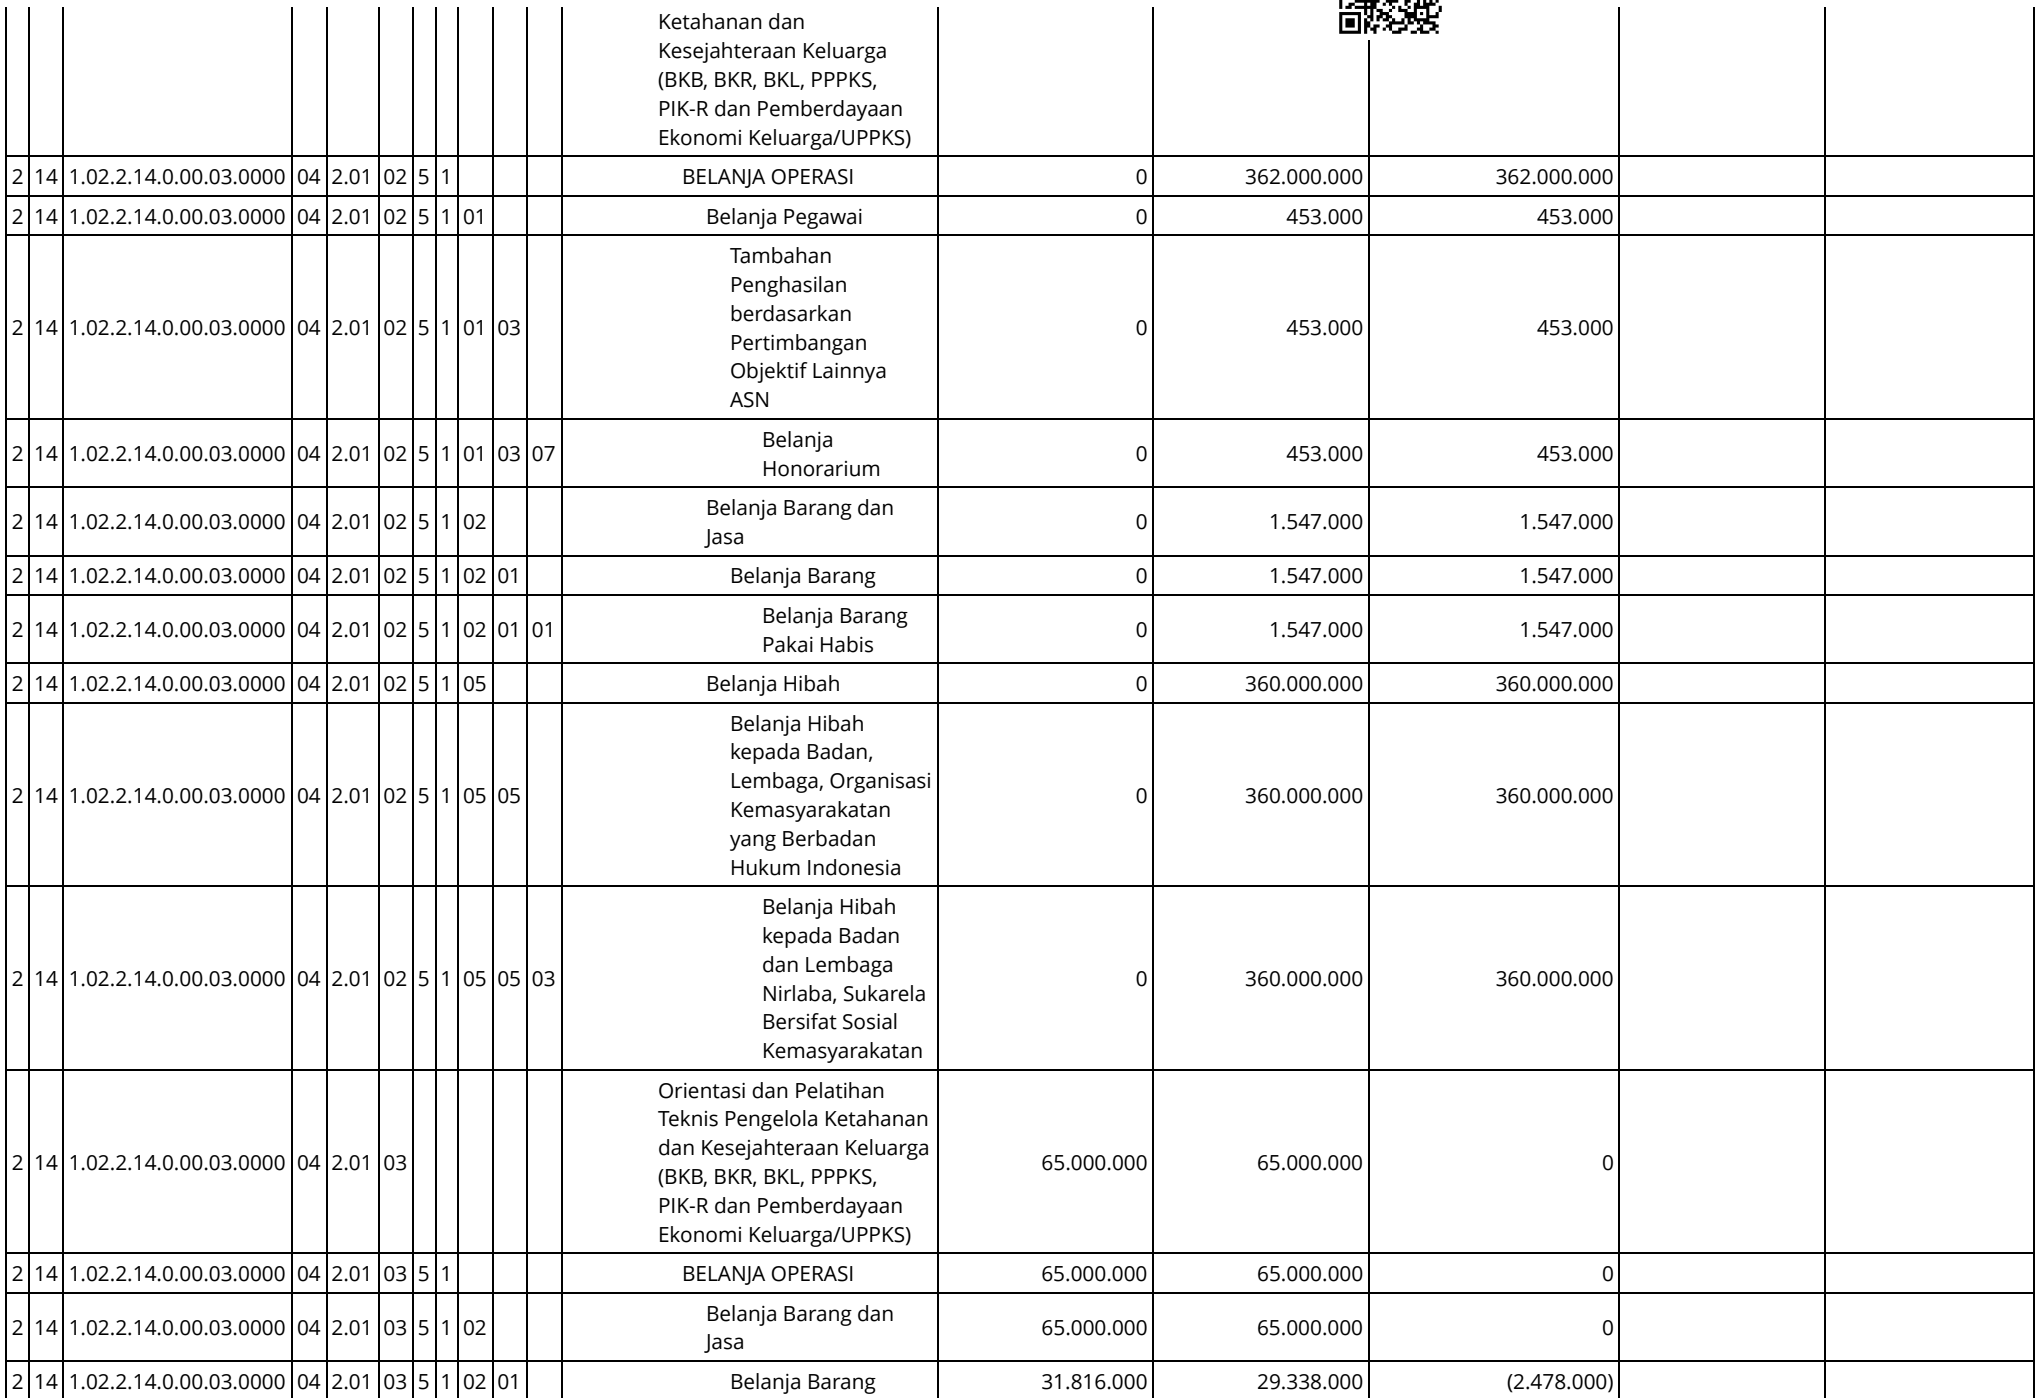 Ketahanan dan
Kesejahteraan Keluarga
(BKB, BKR, BKL, PPPKS,
PIK-R dan Pemberdayaan
Ekonomi Keluarga/UPPKS)
2 14 1.02.2.14.0.00.03.0000 04 2.01 02 5 1 BELANJA OPERASI 0 362.000.000 362.000.000
2 14 1.02.2.14.0.00.03.0000 04 2.01 02 5 1 01 Belanja Pegawai 0 453.000 453.000
Tambahan
Penghasilan
berdasarkan
2 14 1.02.2.14.0.00.03.0000 04 2.01 02 5 1 01 03 0 453.000 453.000
Pertimbangan
Objektif Lainnya
ASN
Belanja
2 14 1.02.2.14.0.00.03.0000 04 2.01 02 5 1 01 03 07 0 453.000 453.000
Honorarium
Belanja Barang dan
2 14 1.02.2.14.0.00.03.0000 04 2.01 02 5 1 02 0 1.547.000 1.547.000
Jasa
2 14 1.02.2.14.0.00.03.0000 04 2.01 02 5 1 02 01 Belanja Barang 0 1.547.000 1.547.000
Belanja Barang
2 14 1.02.2.14.0.00.03.0000 04 2.01 02 5 1 02 01 01 0 1.547.000 1.547.000
Pakai Habis
2 14 1.02.2.14.0.00.03.0000 04 2.01 02 5 1 05 Belanja Hibah 0 360.000.000 360.000.000
Belanja Hibah
kepada Badan,
Lembaga, Organisasi
2 14 1.02.2.14.0.00.03.0000 04 2.01 02 5 1 05 05 0 360.000.000 360.000.000
Kemasyarakatan
yang Berbadan
Hukum Indonesia
Belanja Hibah
kepada Badan
dan Lembaga
2 14 1.02.2.14.0.00.03.0000 04 2.01 02 5 1 05 05 03 0 360.000.000 360.000.000
Nirlaba, Sukarela
Bersifat Sosial
Kemasyarakatan
Orientasi dan Pelatihan
Teknis Pengelola Ketahanan
dan Kesejahteraan Keluarga
2 14 1.02.2.14.0.00.03.0000 04 2.01 03 65.000.000 65.000.000 0
(BKB, BKR, BKL, PPPKS,
PIK-R dan Pemberdayaan
Ekonomi Keluarga/UPPKS)
2 14 1.02.2.14.0.00.03.0000 04 2.01 03 5 1 BELANJA OPERASI 65.000.000 65.000.000 0
Belanja Barang dan
2 14 1.02.2.14.0.00.03.0000 04 2.01 03 5 1 02 65.000.000 65.000.000 0
Jasa
2 14 1.02.2.14.0.00.03.0000 04 2.01 03 5 1 02 01 Belanja Barang 31.816.000 29.338.000 (2.478.000)